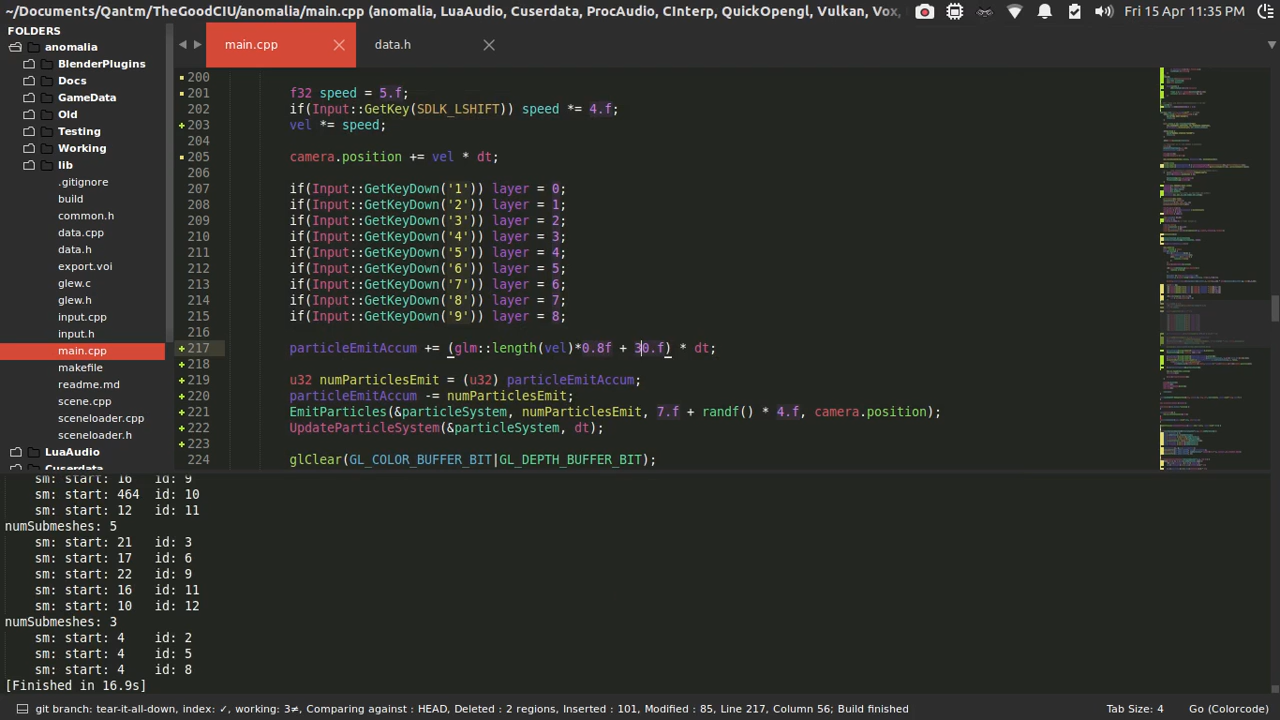 ~/Documents/Qantm/TheGoodCIU/anomalia/main.cpp (anomalia, LuaAudio, Cuserdata, ProcAudio, CInterp, QuickOpengl, Vulkan, Vox,
Fri 15 Apr 11:35 PM
FOLDERS
anomalia
BlenderPlugins
Docs
GameData
Old
Testing
Working
lib
.gitignore
build
common.h
data.cpp
data.h
export.voi
glew.c
glew.h
input.cpp
input.h
main.cpp
makefile
readme.md
scene.cpp
sceneloader.cpp
sceneloader.h
LuaAudio
Cuserdata
main.cpp
data.h
200
201 f32 speed = 5.f;
202 if(Input::GetKey(SDLK_LSHIFT)) speed *= 4.f;
203 vel *= speed;
204
205 camera.position += vel * dt;
206
207 if(Input::GetKeyDown('1')) layer = 0;
208 if(Input::GetKeyDown('2')) layer = 1;
209 if(Input::GetKeyDown('3')) layer = 2;
210 if(Input::GetKeyDown('4')) layer = 3;
211 if(Input::GetKeyDown('5')) layer = 4;
212 if(Input::GetKeyDown('6')) layer = 5;
213 if(Input::GetKeyDown('7')) layer = 6;
214 if(Input::GetKeyDown('8')) layer = 7;
215 if(Input::GetKeyDown('9')) layer = 8;
216
217 particleEmitAccum += (glm::length(vel)*0.8f + 30.f) * dt;
218
219 u32 numParticlesEmit = (u32) particleEmitAccum;
220 particleEmitAccum -= numParticlesEmit;
221 EmitParticles(&particleSystem, numParticlesEmit, 7.f + randf() * 4.f, camera.position);
222 UpdateParticleSystem(&particleSystem, dt);
223
224 glClear(GL_COLOR_BUFFER_BIT|GL_DEPTH_BUFFER_BIT);
sm: start: 16 id: 9
sm: start: 464 id: 10
sm: start: 12 id: 11
numSubmeshes: 5
sm: start: 21 id: 3
sm: start: 17 id: 6
sm: start: 22 id: 9
sm: start: 16 id: 11
sm: start: 10 id: 12
numSubmeshes: 3
sm: start: 4 id: 2
sm: start: 4 id: 5
sm: start: 4 id: 8
[Finished in 16.9s]
git branch: tear-it-all-down, index: ✓, working: 3≠, Comparing against : HEAD, Deleted : 2 regions, Inserted : 101, Modified : 85, Line 217, Column 56; Build finished
Tab Size: 4
Go (Colorcode)